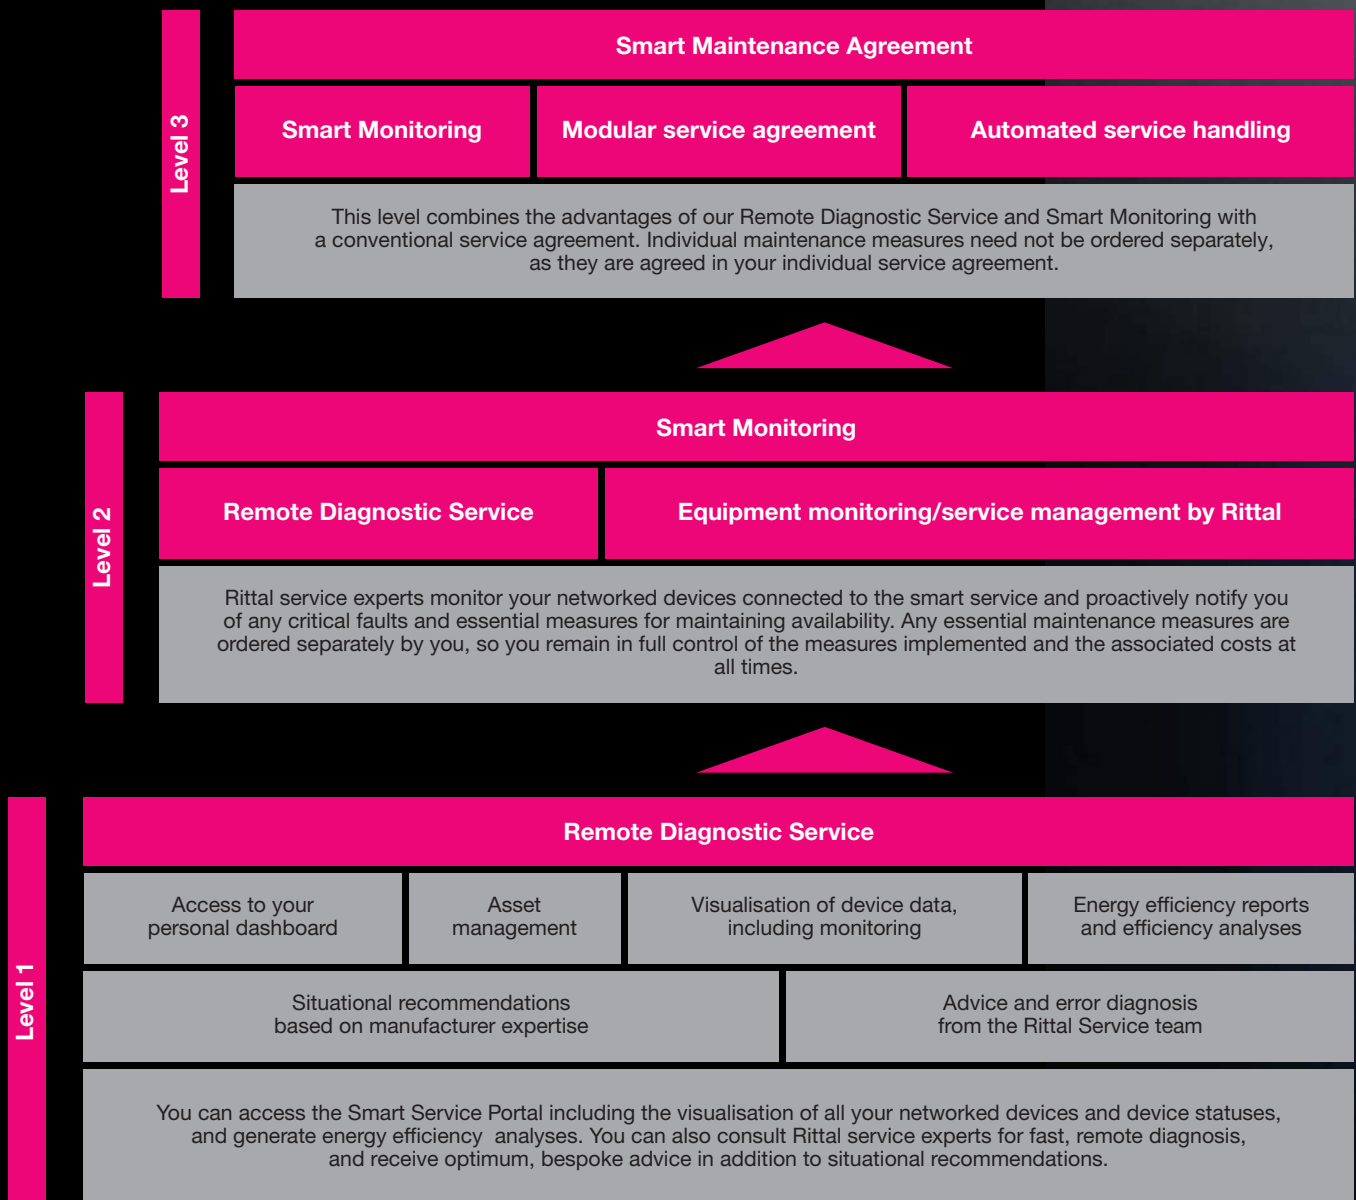 Level 3
Smart Maintenance Agreement
Smart Monitoring
Modular service agreement
Automated service handling
This level combines the advantages of our Remote Diagnostic Service and Smart Monitoring with
a conventional service agreement. Individual maintenance measures need not be ordered separately,
as they are agreed in your individual service agreement.
Level 2
Smart Monitoring
Remote Diagnostic Service
Equipment monitoring/service management by Rittal
Rittal service experts monitor your networked devices connected to the smart service and proactively notify you
of any critical faults and essential measures for maintaining availability. Any essential maintenance measures are
ordered separately by you, so you remain in full control of the measures implemented and the associated costs at
all times.
Level 1
Remote Diagnostic Service
Access to your
personal dashboard
Asset
management
Visualisation of device data,
including monitoring
Energy efficiency reports
and efficiency analyses
Situational recommendations
based on manufacturer expertise
Advice and error diagnosis
from the Rittal Service team
You can access the Smart Service Portal including the visualisation of all your networked devices and device statuses,
and generate energy efficiency analyses. You can also consult Rittal service experts for fast, remote diagnosis,
and receive optimum, bespoke advice in addition to situational recommendations.